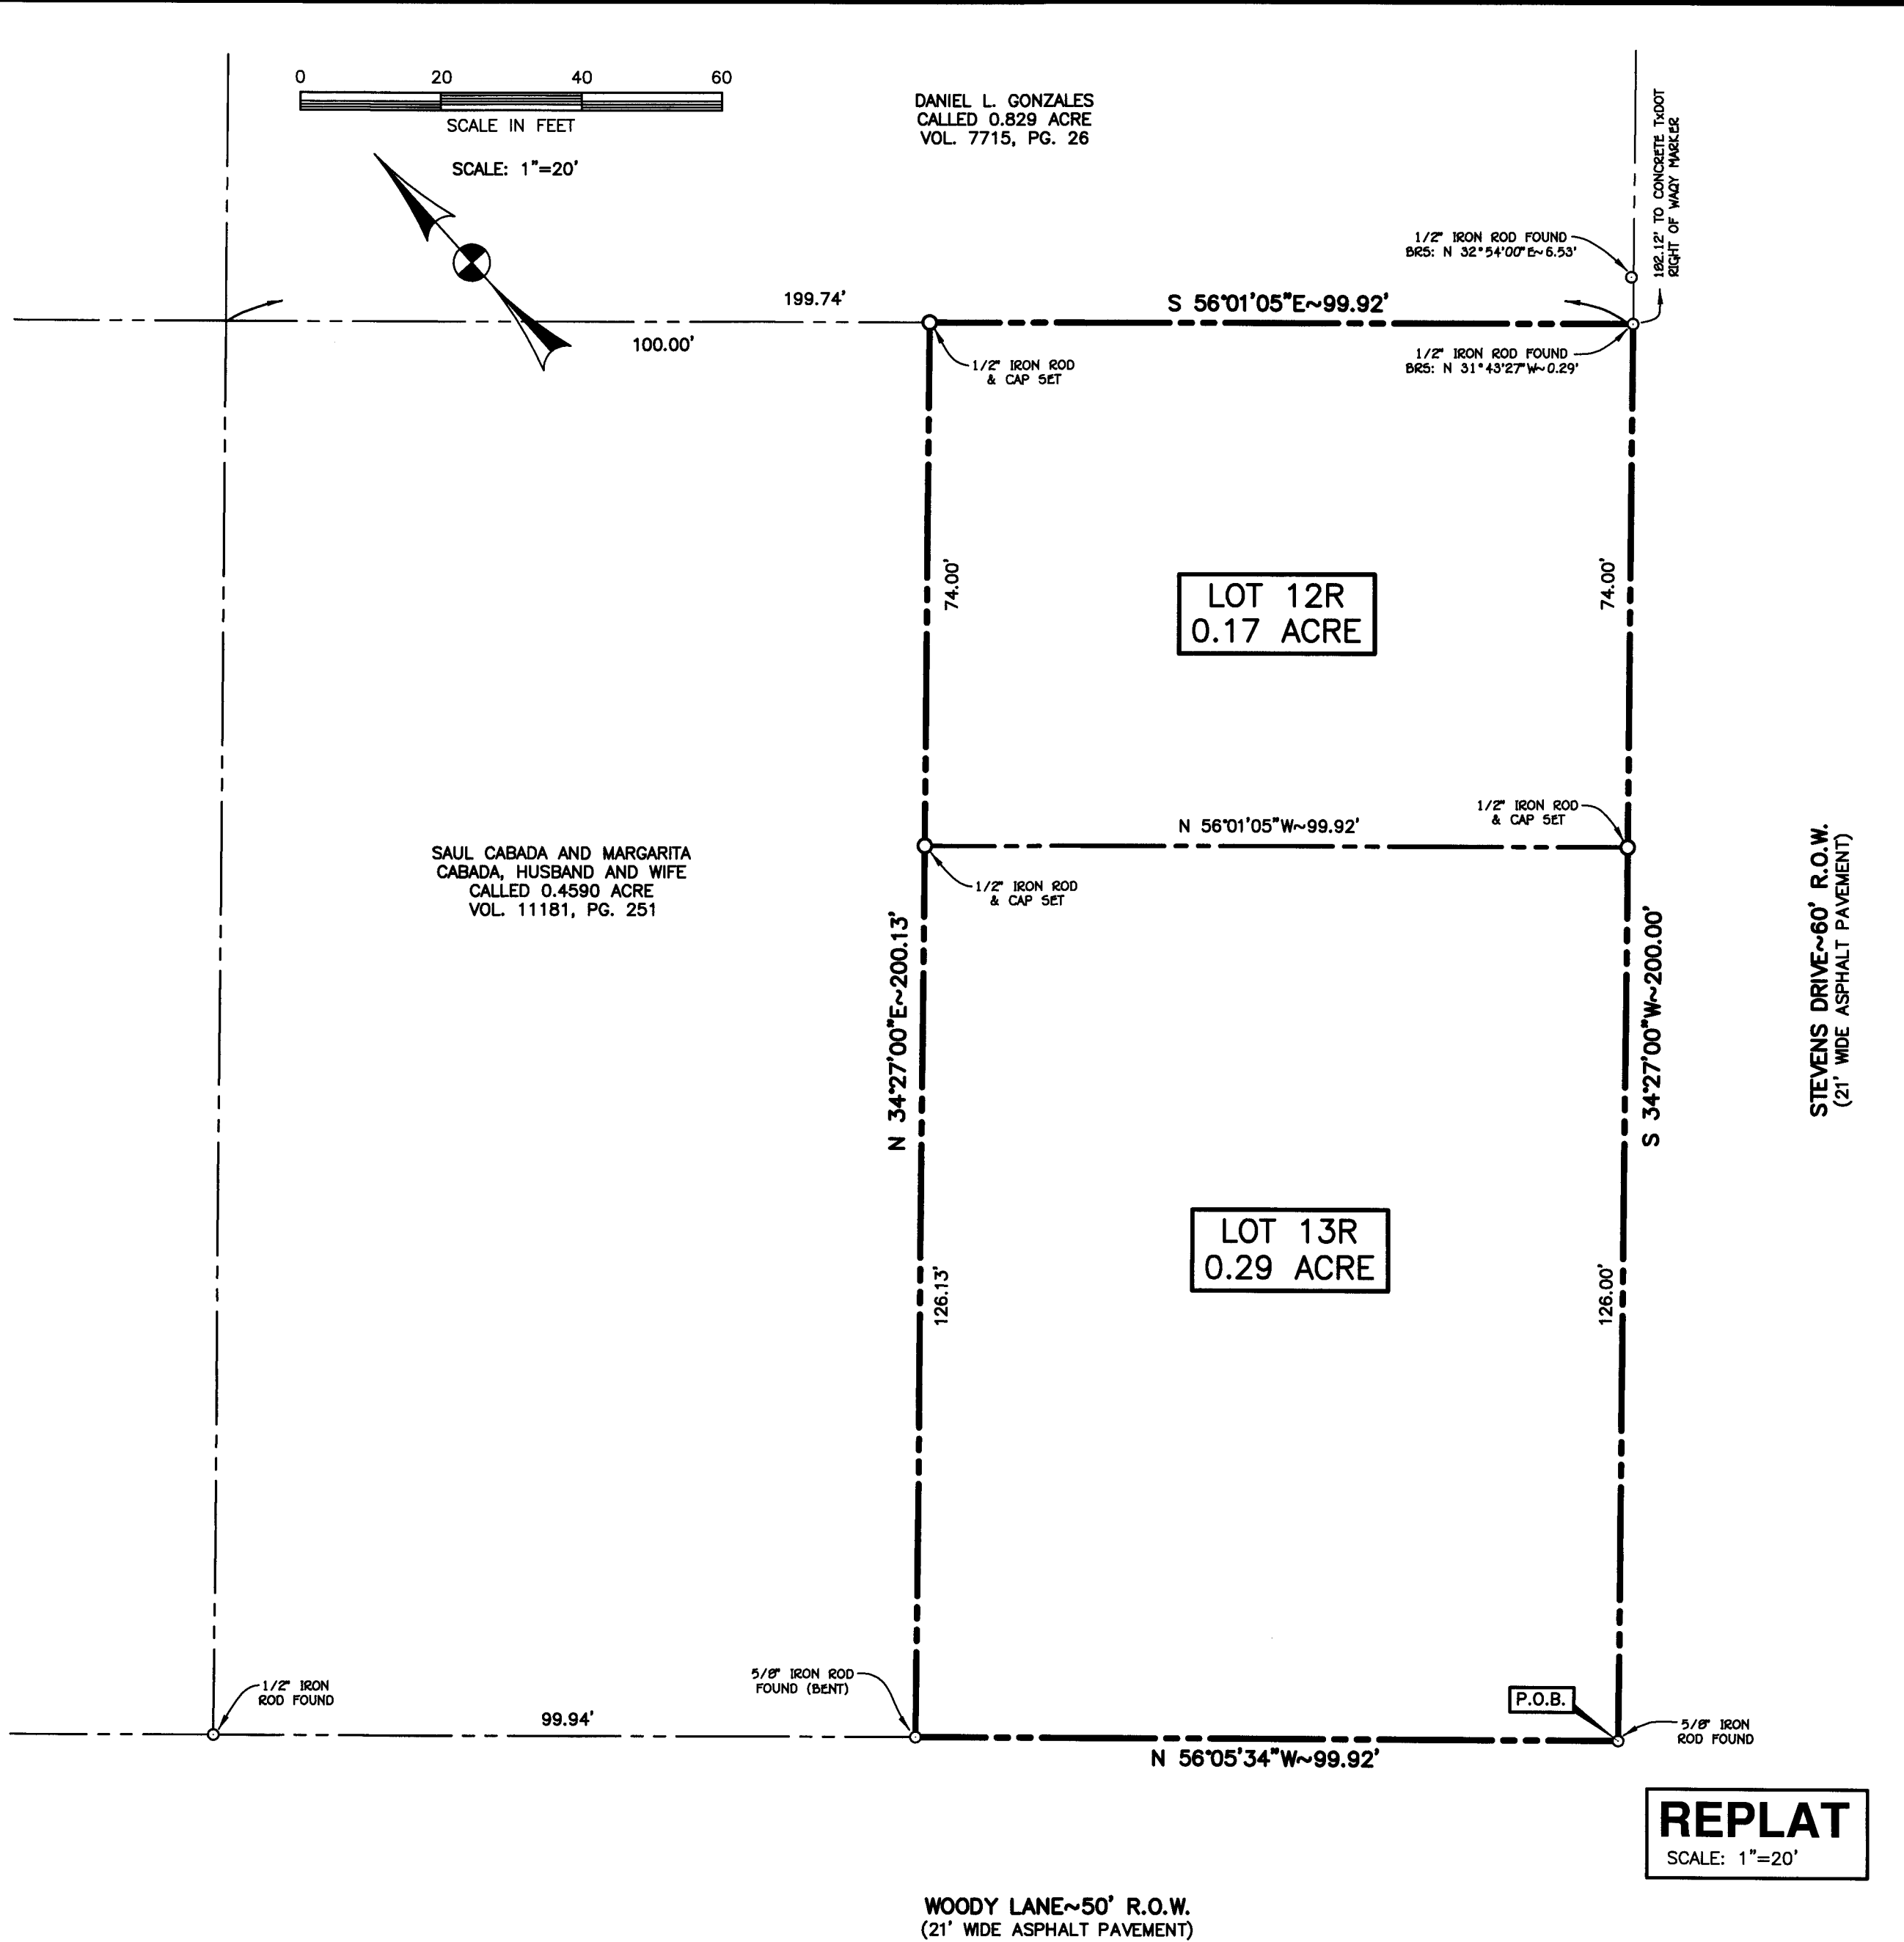 0 20 40 60
SCALE IN FEET
SCALE: 1"=20'
DANIEL L. GONZALES
CALLED 0.829 ACRE
VOL. 7715, PG. 26
182.12' TO CONCRETE TxDOT
RIGHT OF WAQY MARKER
1/2" IRON ROD FOUND
BRS: N 32°54'00"E~6.53'
199.74'
S 56°01'05"E~99.92'
100.00'
1/2" IRON ROD
& CAP SET
1/2" IRON ROD FOUND
BRS: N 31°43'27"W~0.29'
74.00'
LOT 12R
0.17 ACRE
74.00'
N 56°01'05"W~99.92'
1/2" IRON ROD
& CAP SET
SAUL CABADA AND MARGARITA
CABADA, HUSBAND AND WIFE
CALLED 0.4590 ACRE
VOL. 11181, PG. 251
1/2" IRON ROD
& CAP SET
N 34°27'00"E~200.13'
S 34°27'00"W~200.00'
STEVENS DRIVE~60' R.O.W.
(21' WIDE ASPHALT PAVEMENT)
LOT 13R
0.29 ACRE
126.13'
126.00'
1/2" IRON
ROD FOUND
5/8" IRON ROD
FOUND (BENT)
P.O.B.
99.94'
5/8" IRON
ROD FOUND
N 56°05'34"W~99.92'
REPLAT
SCALE: 1"=20'
WOODY LANE~50' R.O.W.
(21' WIDE ASPHALT PAVEMENT)